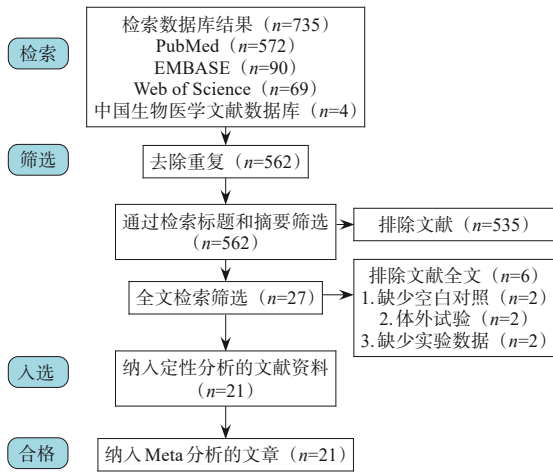 检索
检索数据库结果（n=735）
PubMed（n=572）
EMBASE（n=90）
Web of Science（n=69）
中国生物医学文献数据库（n=4）
筛选
去除重复（n=562）
通过检索标题和摘要筛选
（n=562）
排除文献（n=535）
全文检索筛选（n=27）
排除文献全文（n=6）
1.缺少空白对照（n=2）
2.体外试验（n=2）
3.缺少实验数据（n=2）
入选
纳入定性分析的文献资料
（n=21）
合格
纳入Meta分析的文章（n=21）